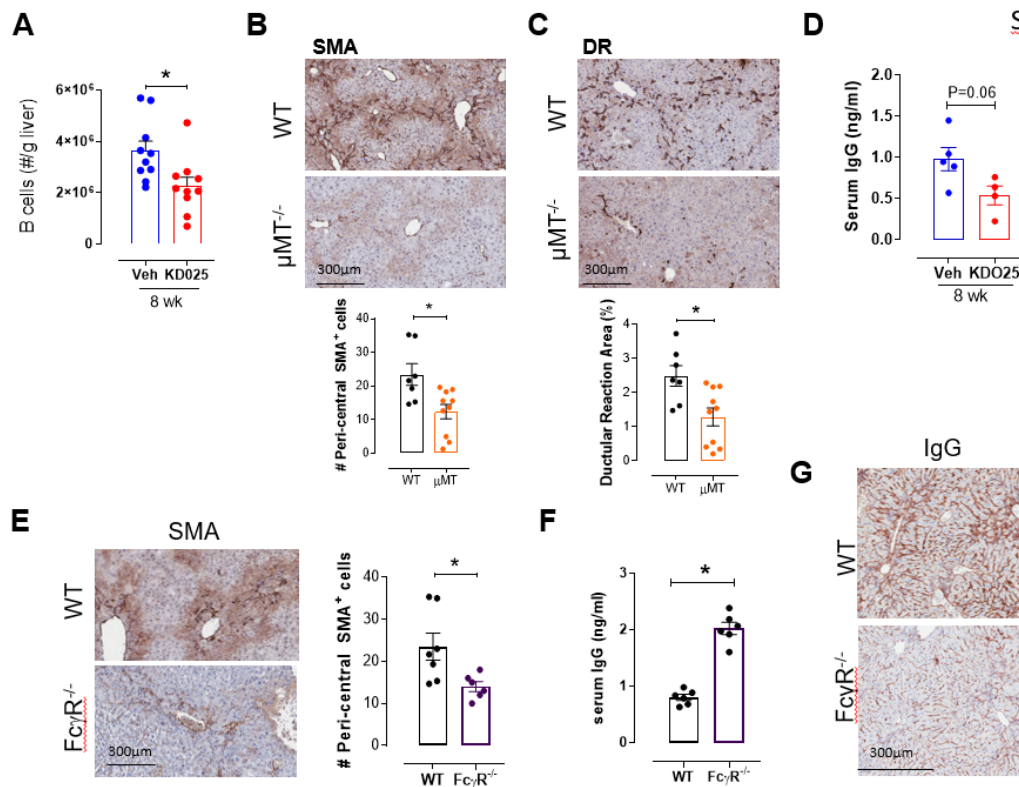 A
B cells (#/g liver)
6×10⁶
4×10⁶
2×10⁶
0
*
Veh KD025
8 wk
B
SMA
WT
µMT-/-
300µm
# Peri-central SMA+ cells
40
30
20
10
0
*
WT µMT
C
DR
WT
µMT-/-
300µm
Ductular Reaction Area (%)
4
3
2
1
0
*
WT µMT
D
S
Serum IgG (ng/ml)
2.0
1.5
1.0
0.5
0.0
P=0.06
Veh KDO25
8 wk
E
SMA
WT
FcγR-/-
300µm
# Peri-central SMA+ cells
40
30
20
10
0
*
WT FcγR-/-
F
serum IgG (ng/ml)
3
2
1
0
*
WT FcγR-/-
G
IgG
WT
FcγR-/-
300µm